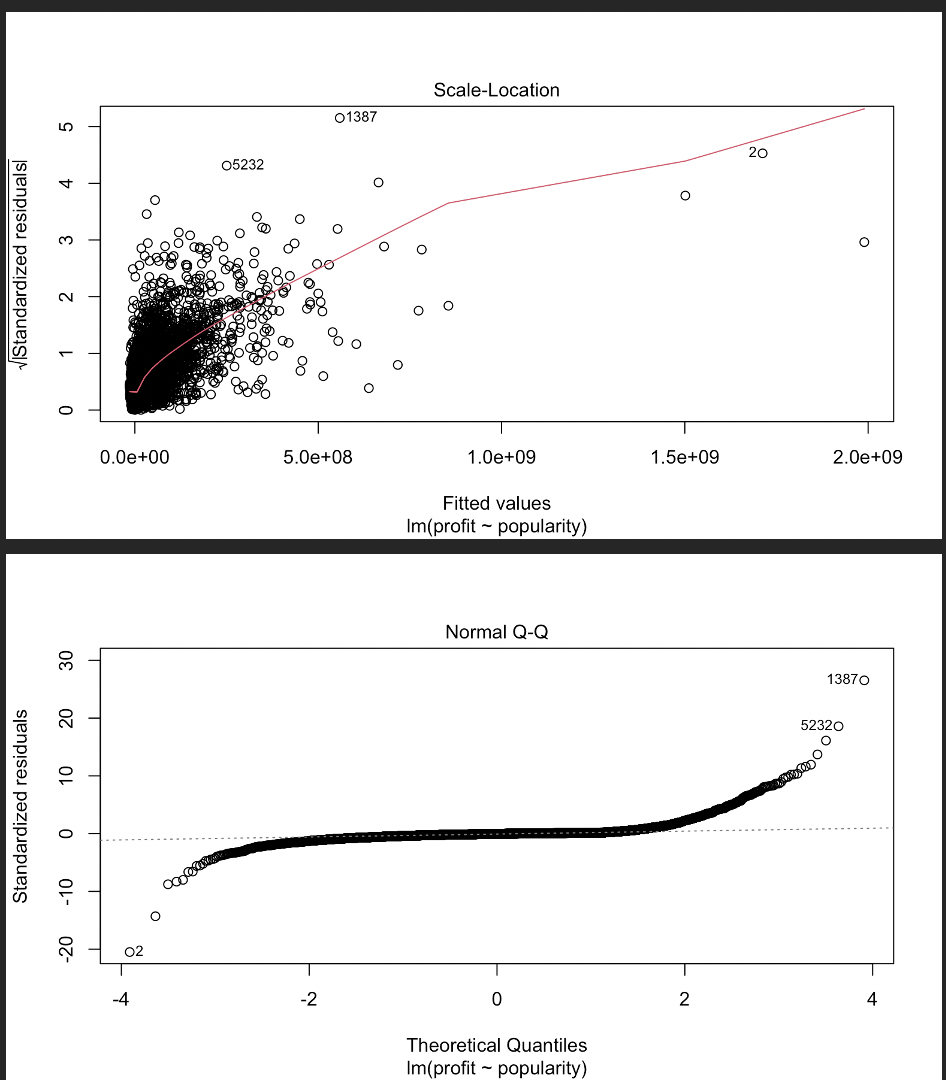 Scale-Location
√|Standardized residuals|
5
4
3
2
1
0
1387
5232
2
0.0e+00 5.0e+08 1.0e+09 1.5e+09 2.0e+09
Fitted values
lm(profit ~ popularity)
Normal Q-Q
Standardized residuals
30
20
10
0
-10
-20
1387
5232
2
-4 -2 0 2 4
Theoretical Quantiles
lm(profit ~ popularity)